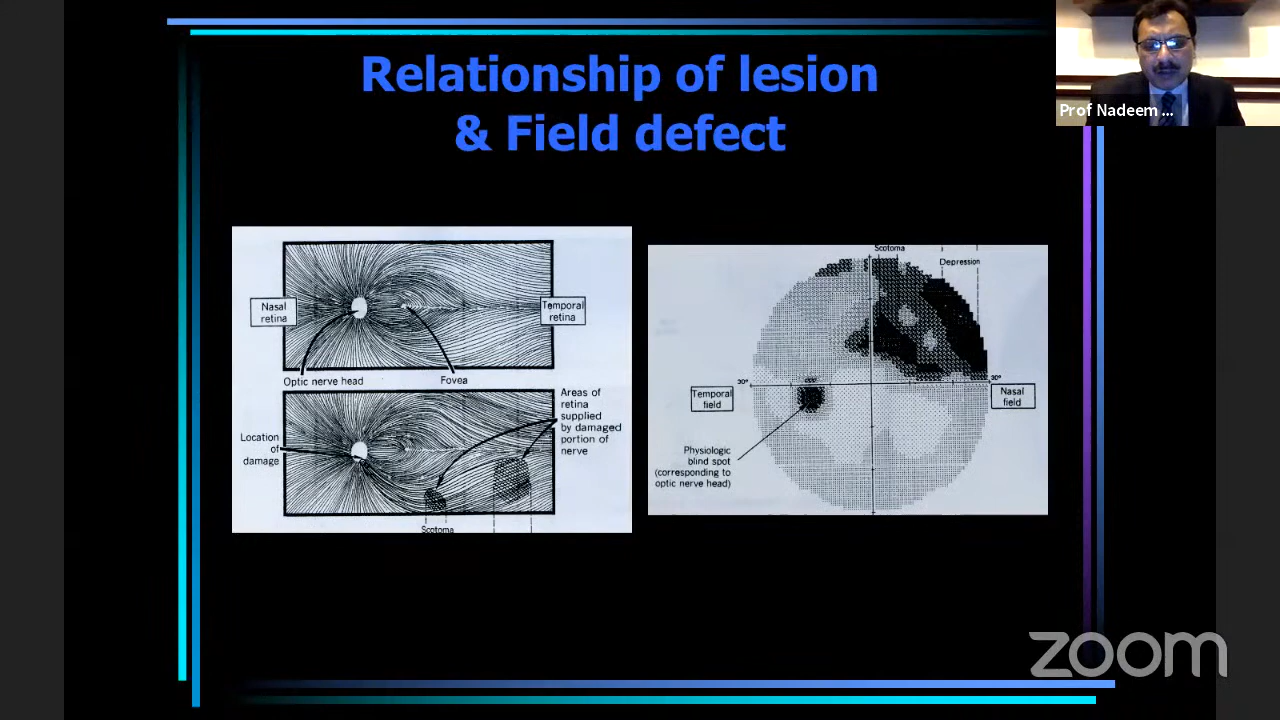 Relationship of lesion
& Field defect
Prof Nadeem ...
Nasal
retina
Temporal
retina
Optic nerve head
Fovea
Areas of
retina
supplied
by damaged
portion of
nerve
Location
of
damage
Scotoma
Scotoma
Depression
30°
30°
Temporal
field
Nasal
field
Physiologic
blind spot
(corresponding to
optic nerve head)
zoom